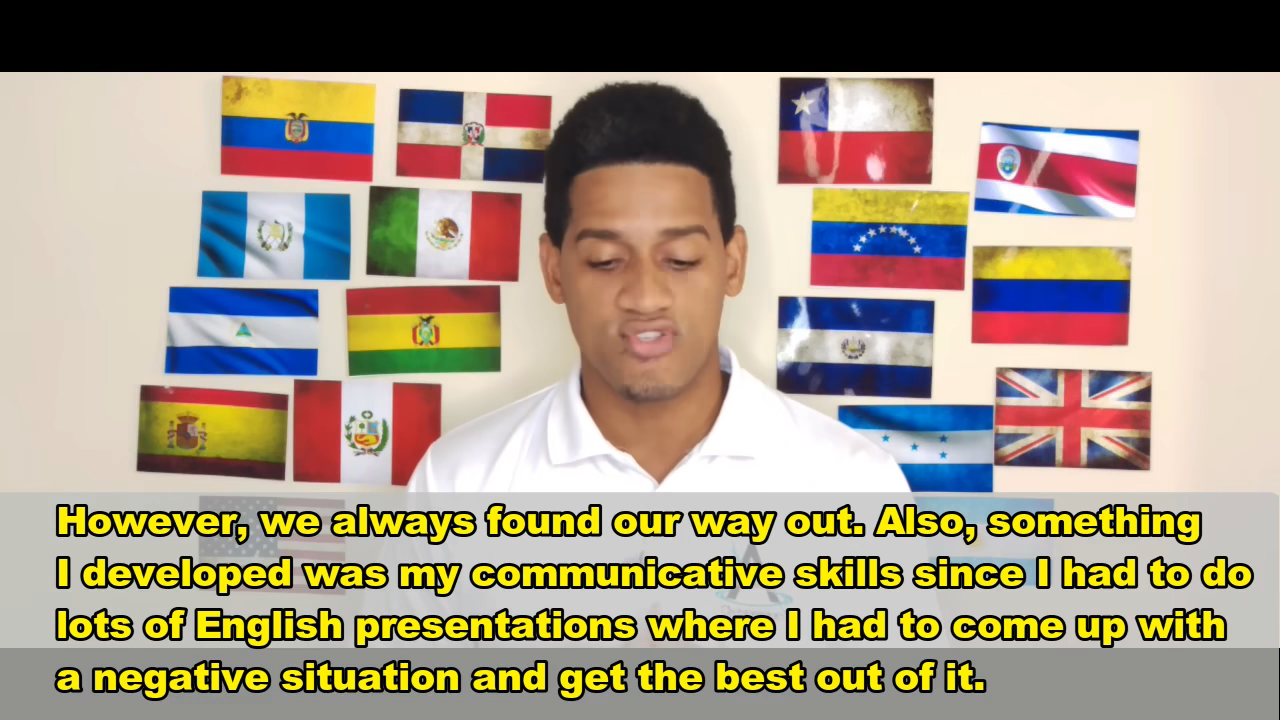 However, we always found our way out. Also, something
I developed was my communicative skills since I had to do
lots of English presentations where I had to come up with
a negative situation and get the best out of it.